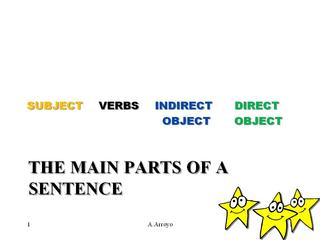 SUBJECT VERBS INDIRECT DIRECT
OBJECT OBJECT
THE MAIN PARTS OF A
SENTENCE
1 A.Arroyo